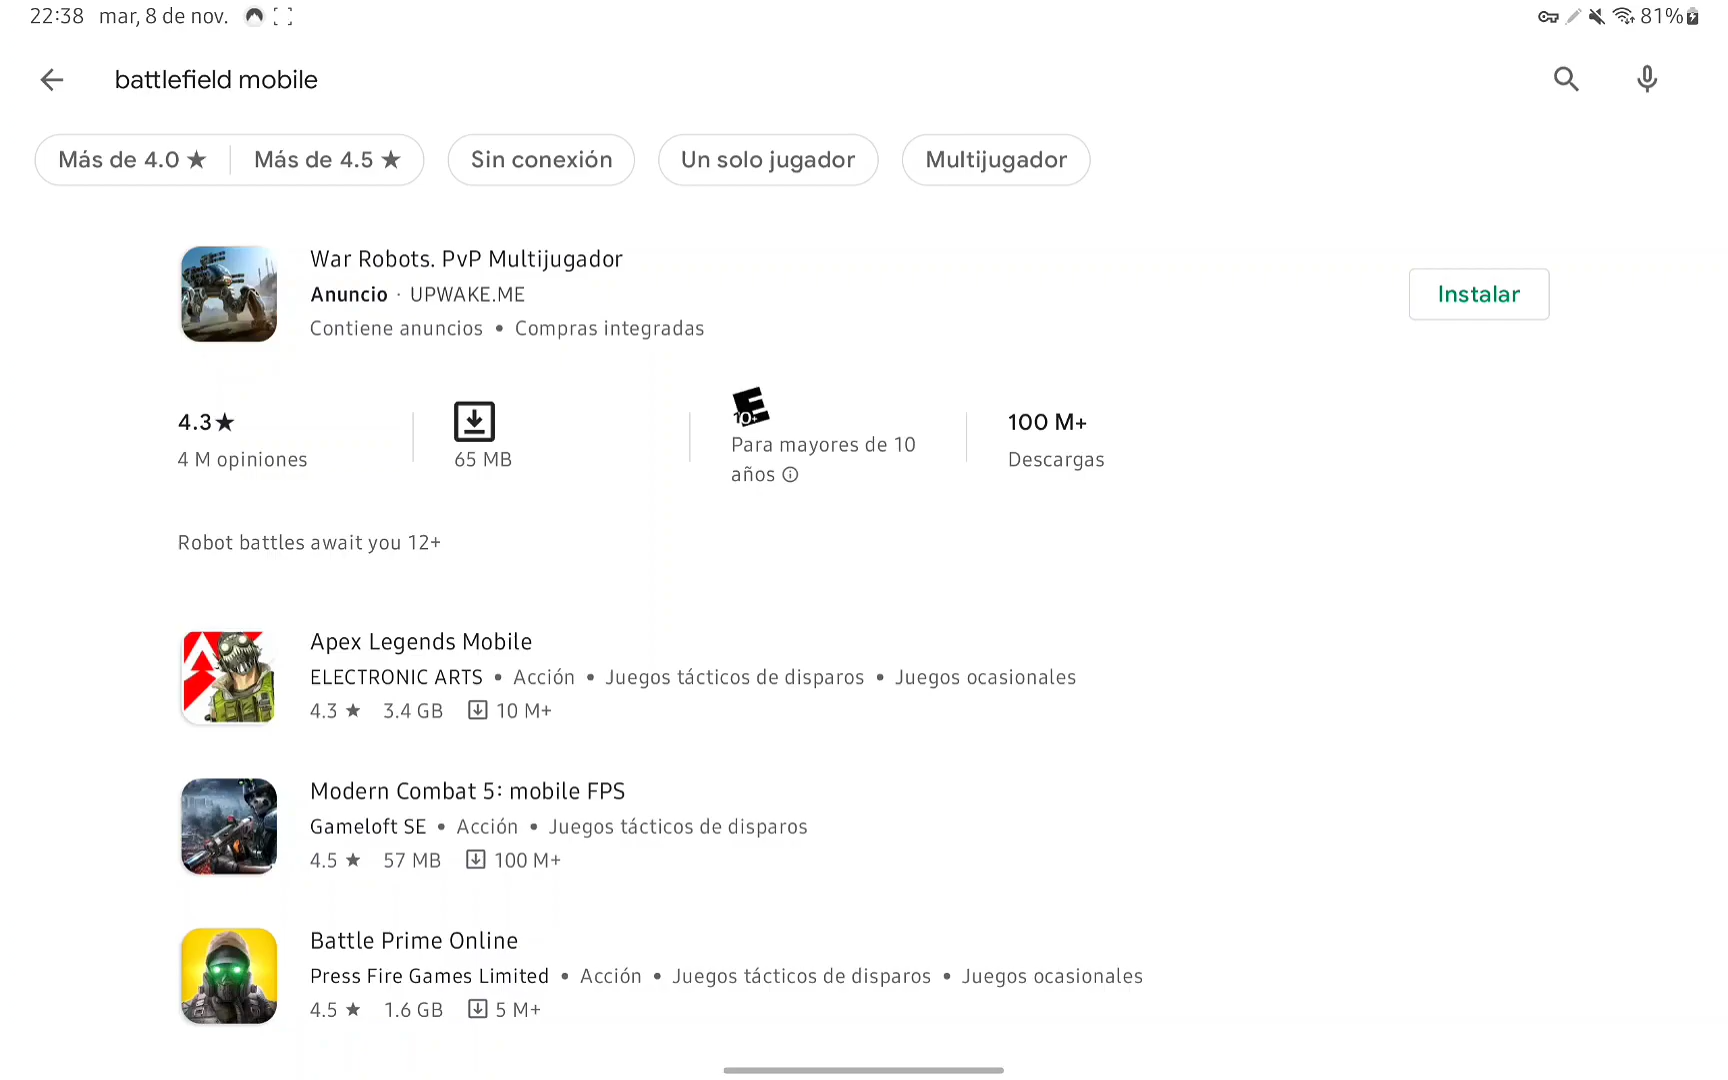 22:38 mar, 8 de nov. 81%
battlefield mobile
Más de 4.0 ★ Más de 4.5 ★ Sin conexión Un solo jugador Multijugador
War Robots. PvP Multijugador
Anuncio · UPWAKE.ME
Instalar
Contiene anuncios • Compras integradas
4.3★
4 M opiniones
65 MB
10+
Para mayores de 10
años
100 M+
Descargas
Robot battles await you 12+
Apex Legends Mobile
ELECTRONIC ARTS • Acción • Juegos tácticos de disparos • Juegos ocasionales
4.3 ★ 3.4 GB 10 M+
Modern Combat 5: mobile FPS
Gameloft SE • Acción • Juegos tácticos de disparos
4.5 ★ 57 MB 100 M+
Battle Prime Online
Press Fire Games Limited • Acción • Juegos tácticos de disparos • Juegos ocasionales
4.5 ★ 1.6 GB 5 M+